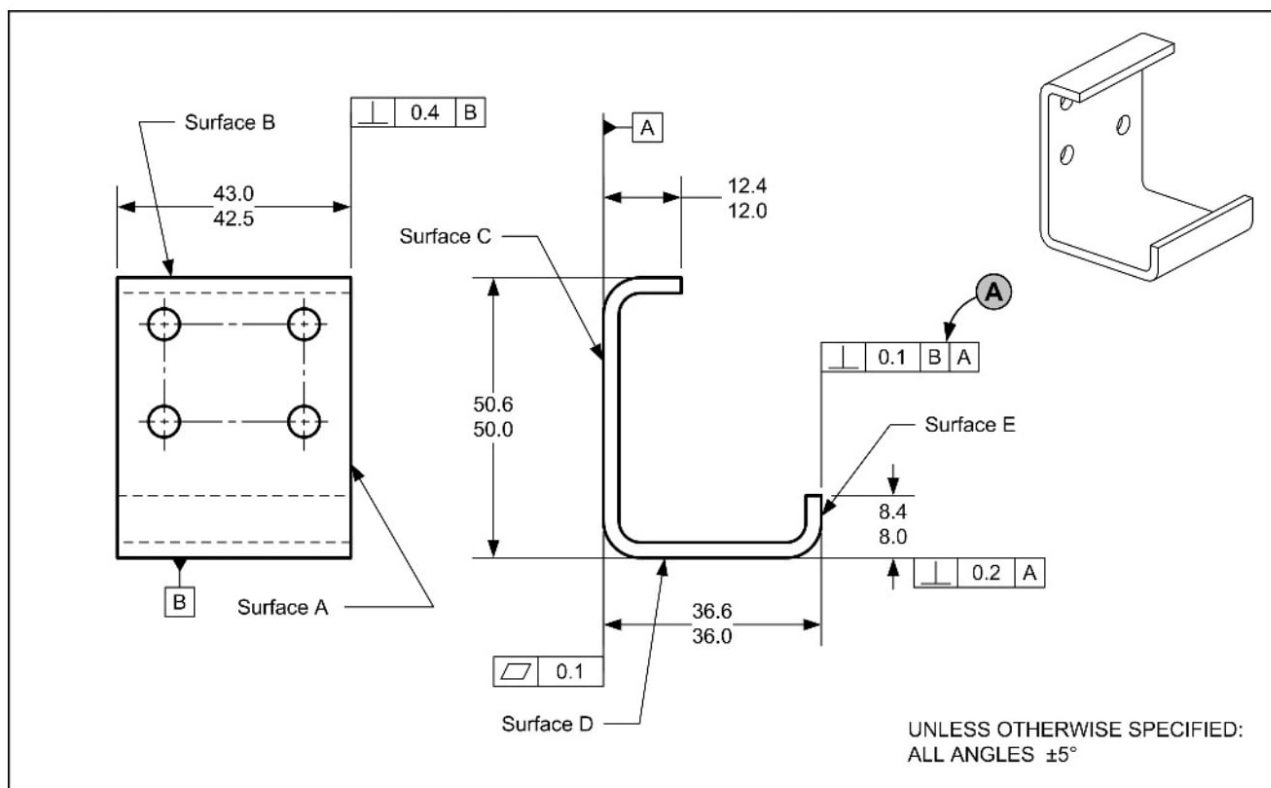 Surface B
⊥ 0.4 B
A
43.0
42.5
12.4
12.0
Surface C
A
⊥ 0.1 B A
50.6
50.0
Surface E
8.4
8.0
⊥ 0.2 A
B
Surface A
36.6
36.0
⏥ 0.1
Surface D
UNLESS OTHERWISE SPECIFIED:
ALL ANGLES ±5°